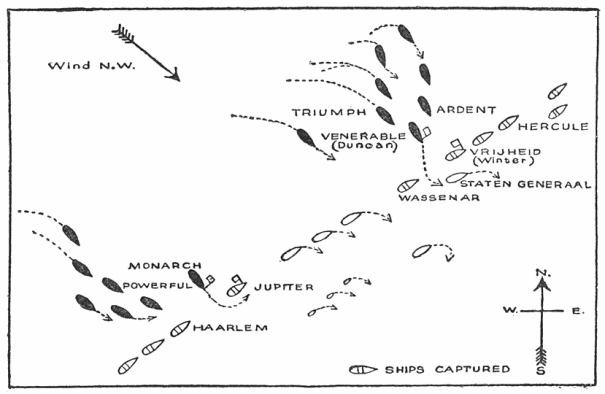 Wind N.W.
TRIUMPH
ARDENT
VENERABLE
(Duncan)
HERCULE
VRIJHEID
(Winter)
STATEN GENERAAL
WASSENAR
MONARCH
POWERFUL
JUPITER
HAARLEM
N.
W.
E.
S
SHIPS CAPTURED